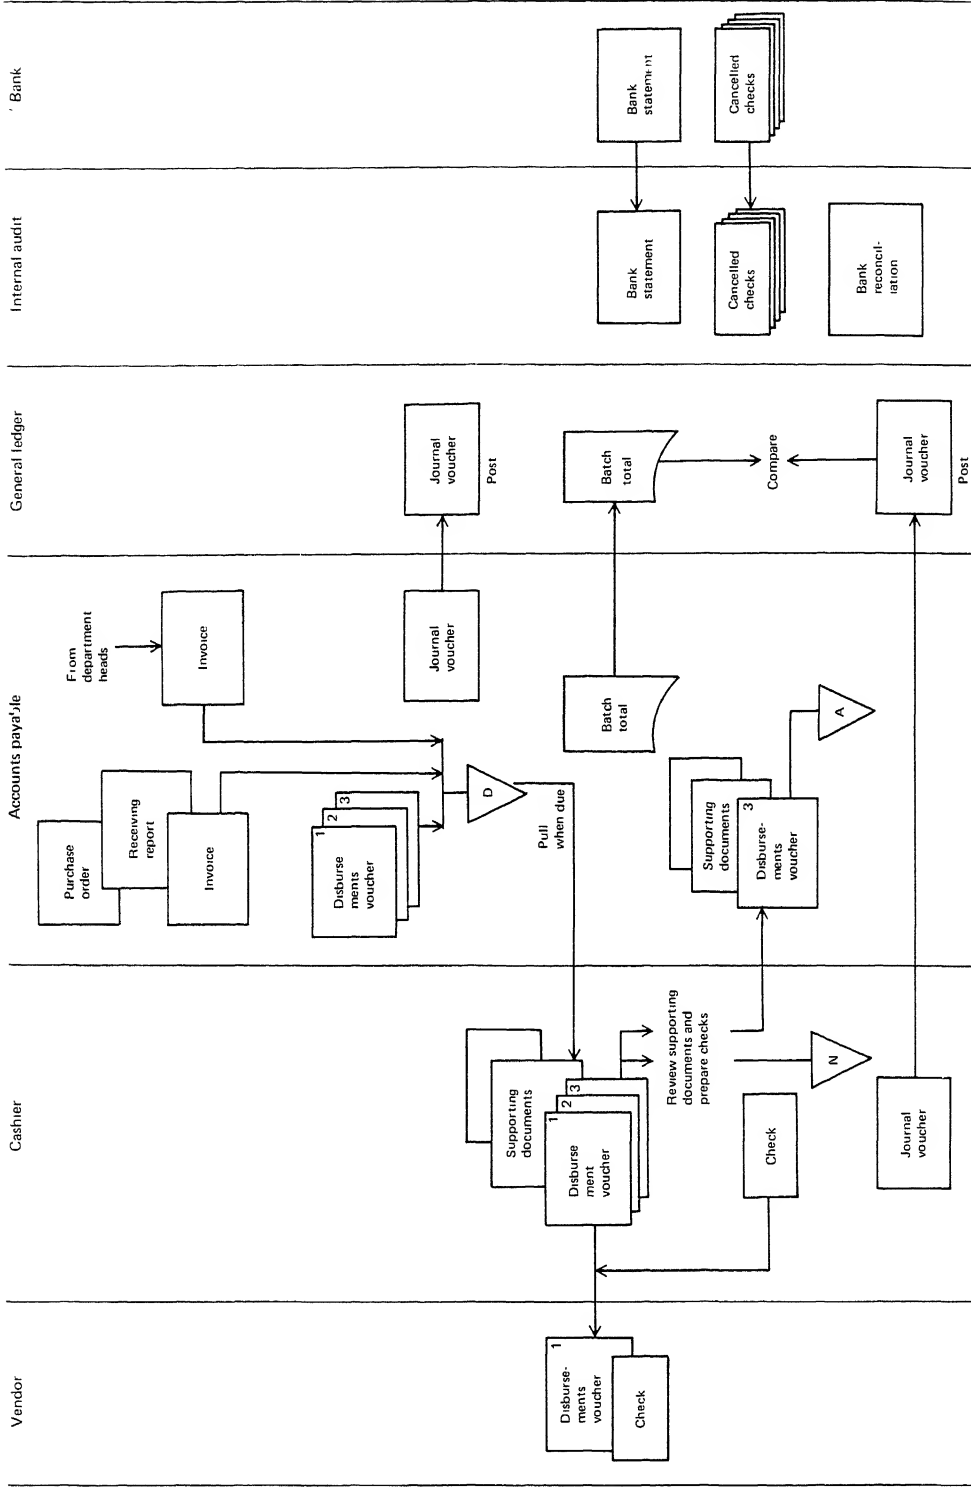 Vendor
Cashier
Accounts payable
General ledger
Internal audit
Bank
Purchase
order
Receiving
report
Invoice
From
department
heads
Invoice
1
2
3
Disburse
ments
voucher
D
Pull
when due
Journal
voucher
Journal
voucher
Post
Supporting
documents
1
2
3
Disburse
ment
voucher
1
Disburse-
ments
voucher
Check
Review supporting
documents and
prepare checks
N
Check
Batch
total
Batch
total
Compare
Supporting
documents
3
Disburse-
ments
voucher
A
Journal
voucher
Journal
voucher
Post
Bank
statement
Bank
statement
Cancelled
checks
Cancelled
checks
Bank
reconcil-
iation